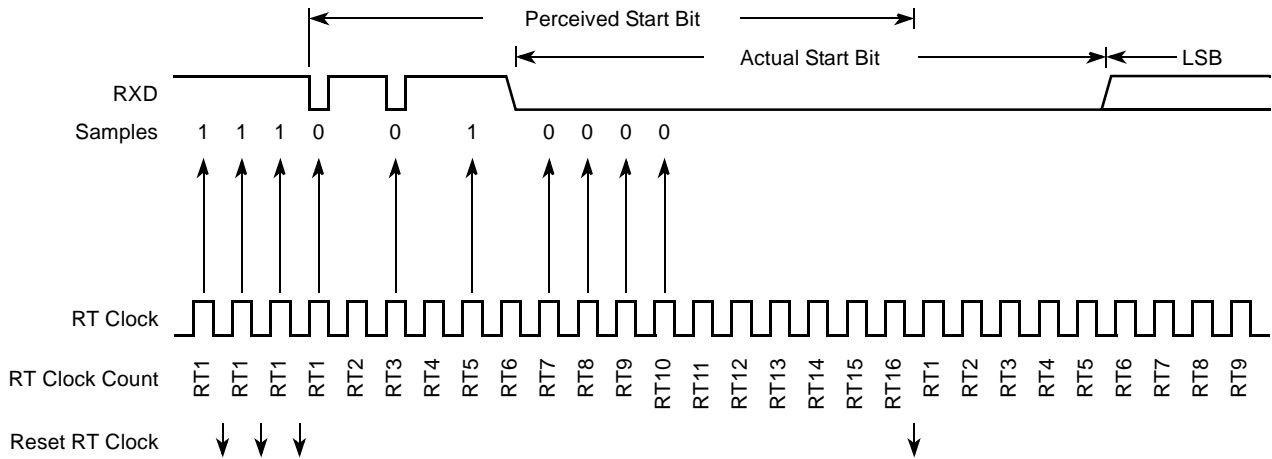 Perceived Start Bit
Actual Start Bit LSB
RXD
Samples 1 1 1 0 0 1 0 0 0 0
RT Clock
RT Clock Count RT1 RT1 RT1 RT1 RT2 RT3 RT4 RT5 RT6 RT7 RT8 RT9 RT10 RT11 RT12 RT13 RT14 RT15 RT16 RT1 RT2 RT3 RT4 RT5 RT6 RT7 RT8 RT9
Reset RT Clock